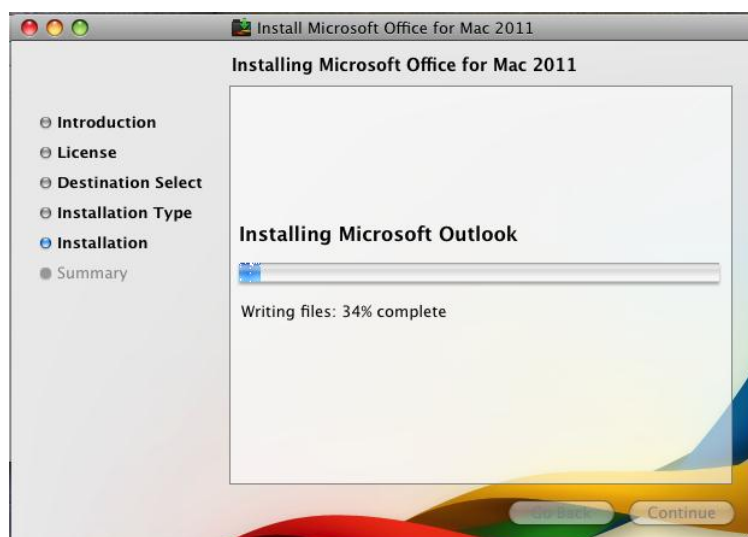 Install Microsoft Office for Mac 2011
Installing Microsoft Office for Mac 2011
Introduction
License
Destination Select
Installation Type
Installation
Summary
Installing Microsoft Outlook
Writing files: 34% complete
Go Back
Continue